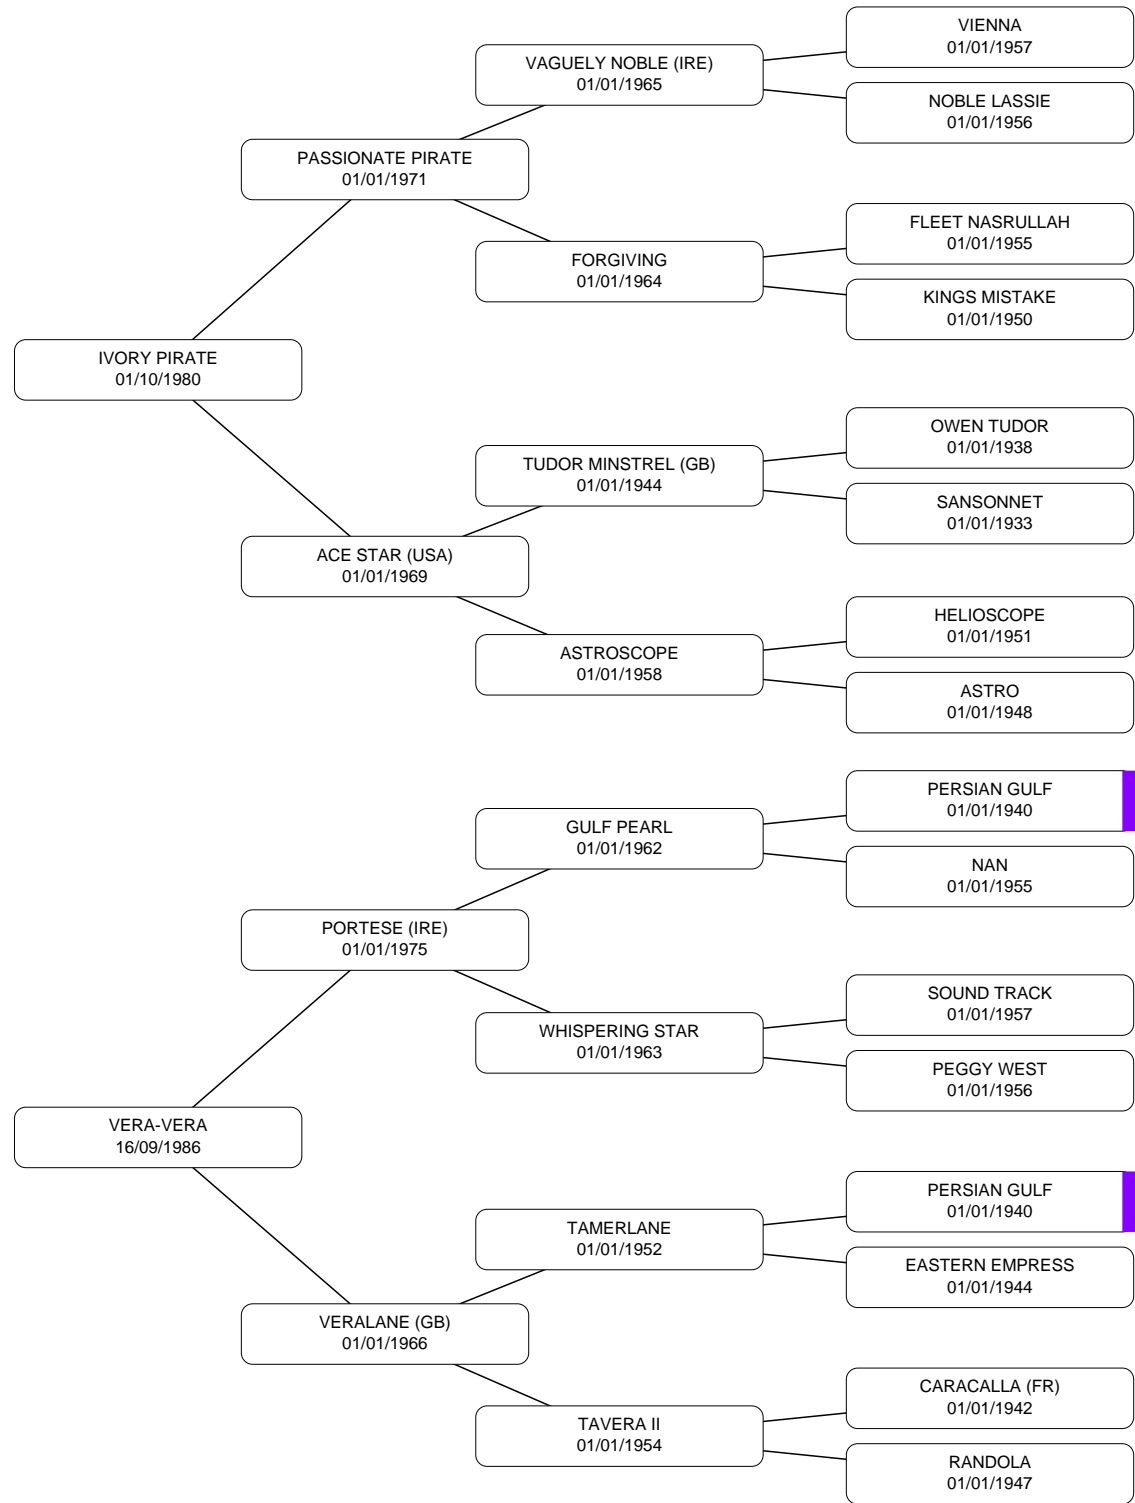 VIENNA
01/01/1957
VAGUELY NOBLE (IRE)
01/01/1965
NOBLE LASSIE
01/01/1956
PASSIONATE PIRATE
01/01/1971
FLEET NASRULLAH
01/01/1955
FORGIVING
01/01/1964
KINGS MISTAKE
01/01/1950
IVORY PIRATE
01/10/1980
OWEN TUDOR
01/01/1938
TUDOR MINSTREL (GB)
01/01/1944
SANSONNET
01/01/1933
ACE STAR (USA)
01/01/1969
HELIOSCOPE
01/01/1951
ASTROSCOPE
01/01/1958
ASTRO
01/01/1948
PERSIAN GULF
01/01/1940
GULF PEARL
01/01/1962
NAN
01/01/1955
PORTESE (IRE)
01/01/1975
SOUND TRACK
01/01/1957
WHISPERING STAR
01/01/1963
PEGGY WEST
01/01/1956
VERA-VERA
16/09/1986
PERSIAN GULF
01/01/1940
TAMERLANE
01/01/1952
EASTERN EMPRESS
01/01/1944
VERALANE (GB)
01/01/1966
CARACALLA (FR)
01/01/1942
TAVERA II
01/01/1954
RANDOLA
01/01/1947